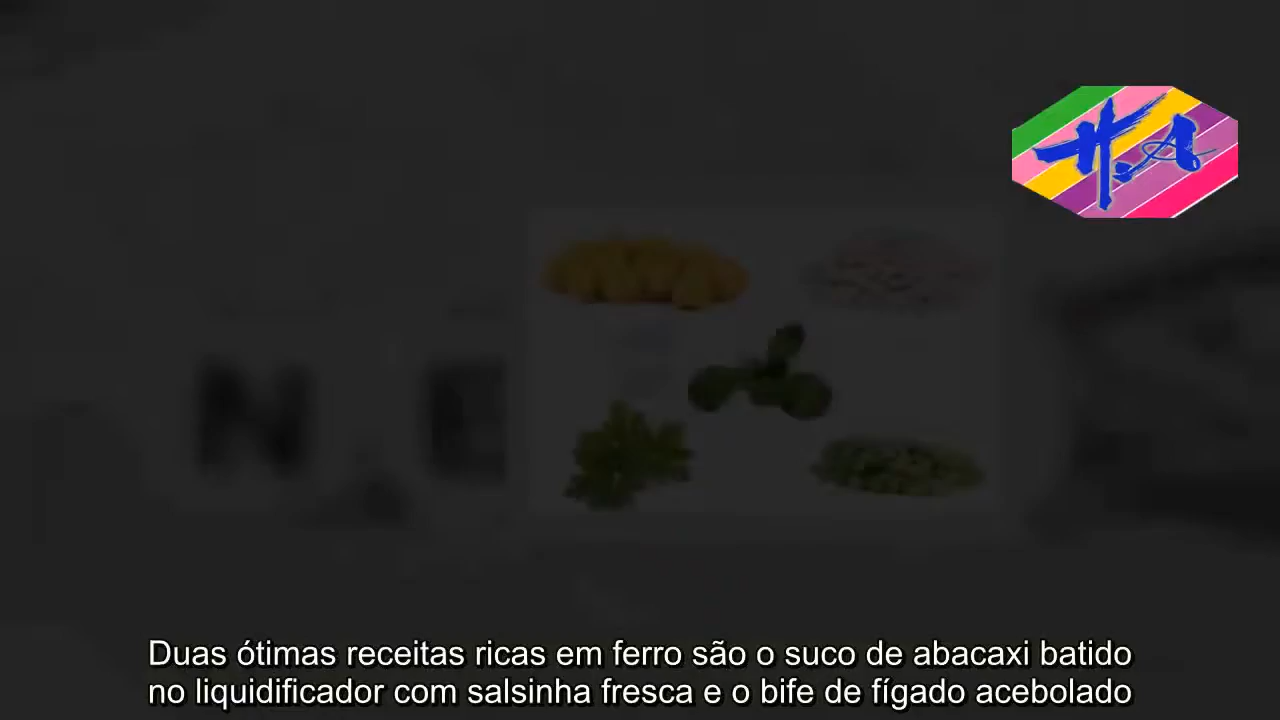 H.A
N E
Duas ótimas receitas ricas em ferro são o suco de abacaxi batido
no liquidificador com salsinha fresca e o bife de fígado acebolado